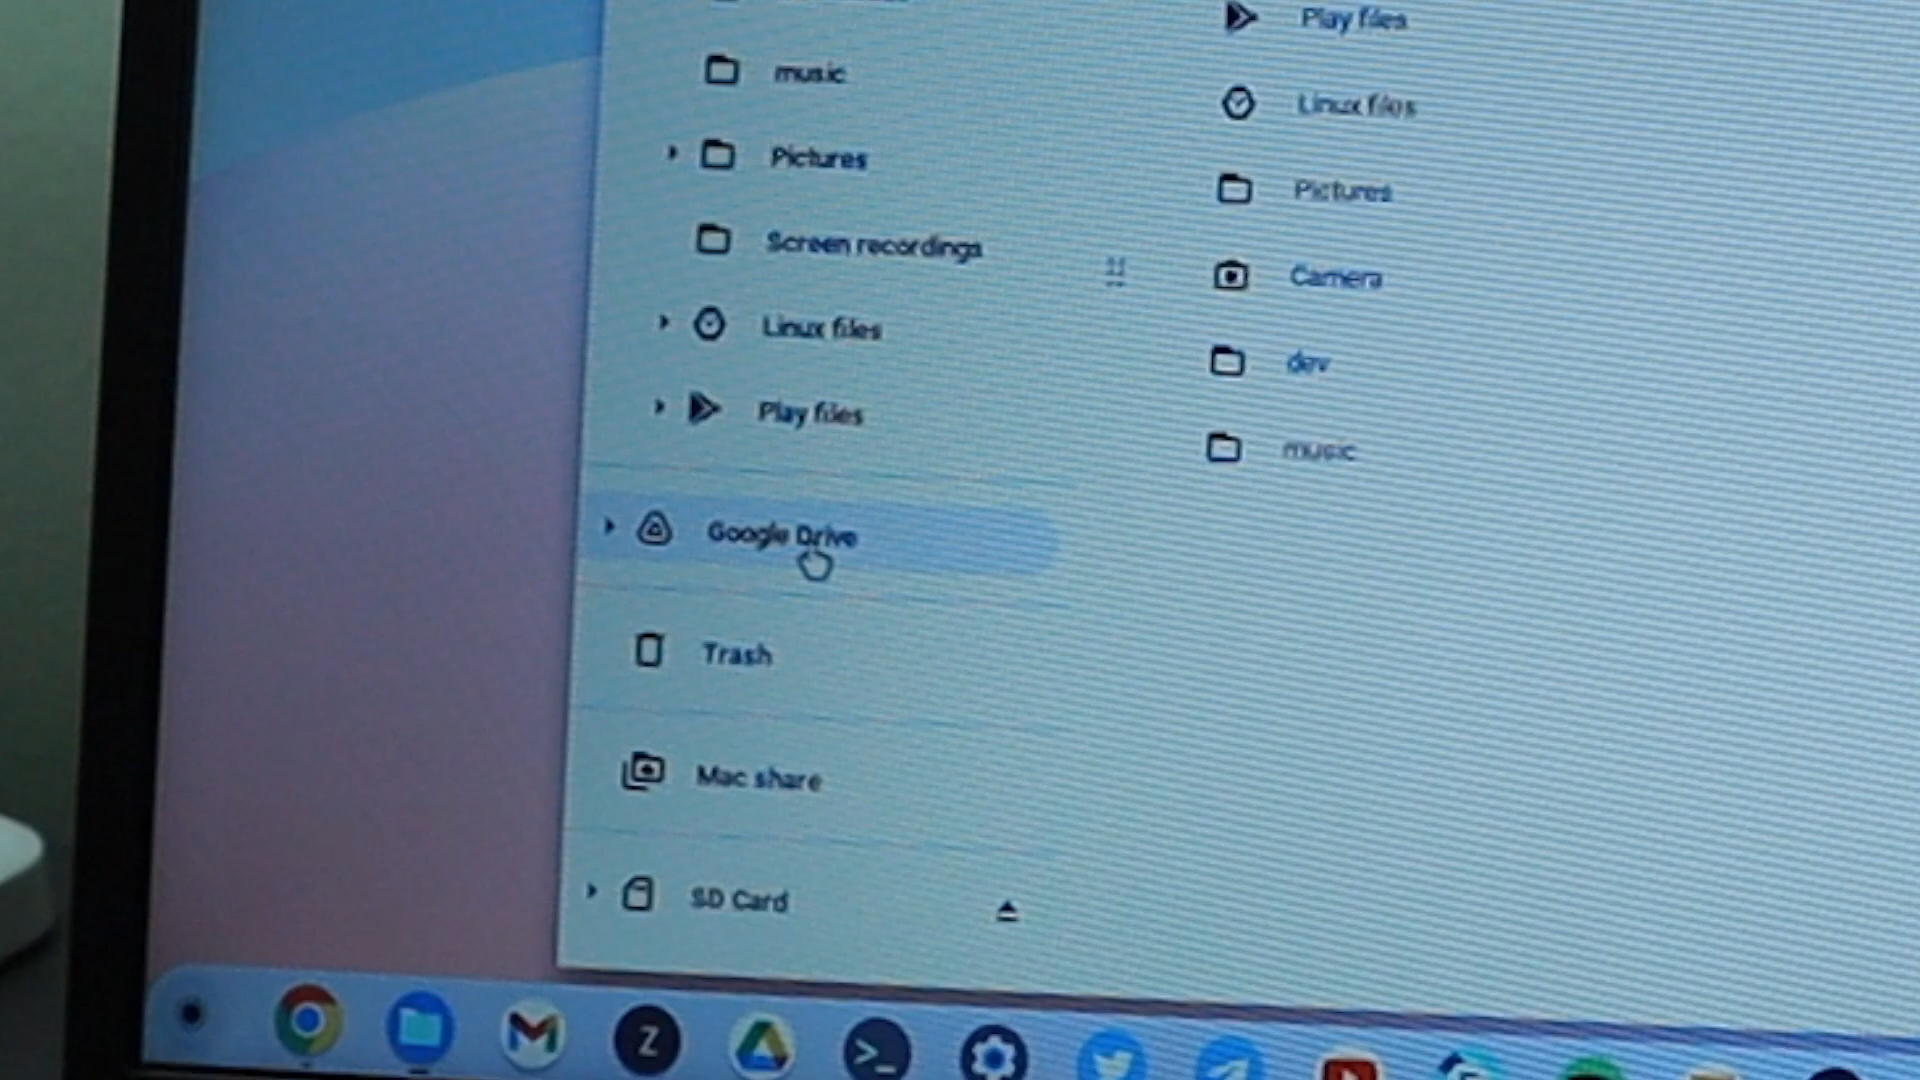 music
Pictures
Screen recordings
Linux files
Play files
Google Drive
Trash
Mac share
SD Card
Play files
Linux files
Pictures
Camera
dev
music
Z
>_